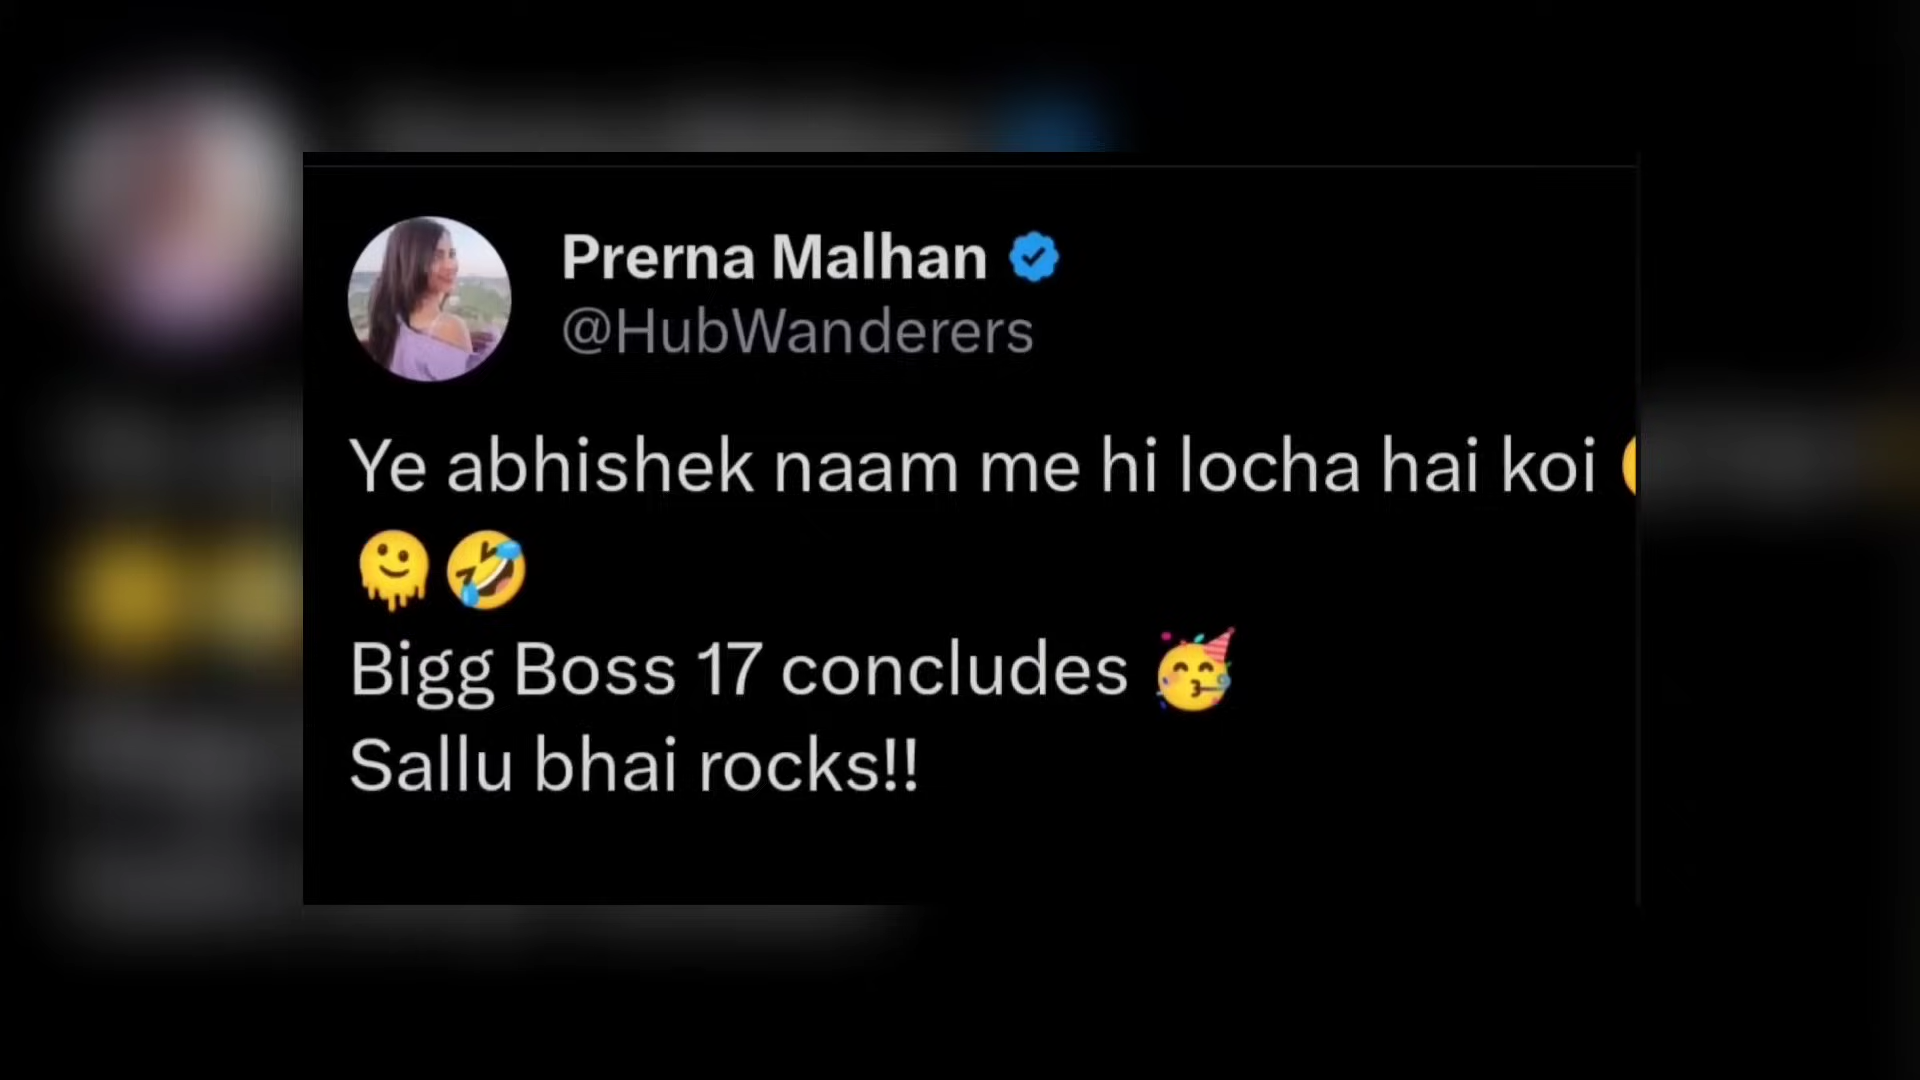 Prerna Malhan
@HubWanderers
Ye abhishek naam me hi locha hai koi
🫠🤣
Bigg Boss 17 concludes 🥳
Sallu bhai rocks!!